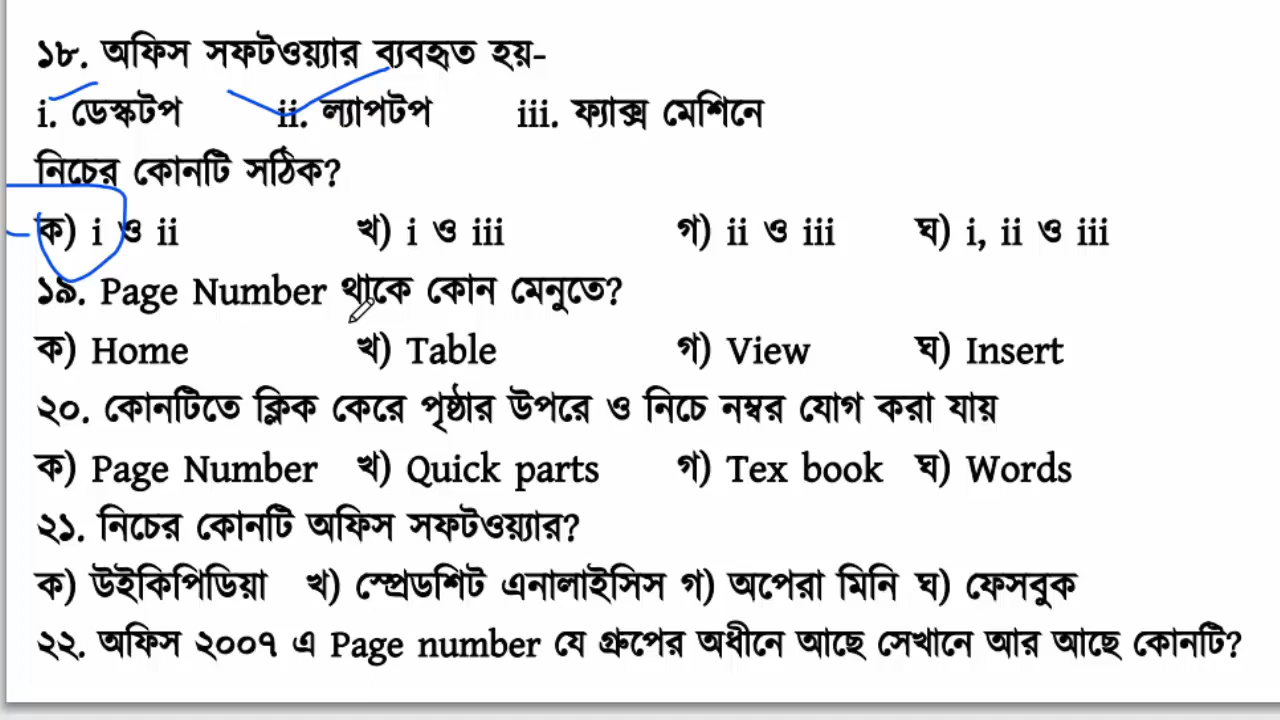 ১৮. অফিস সফটওয়্যার ব্যবহৃত হয়-
i. ডেস্কটপ ii. ল্যাপটপ iii. ফ্যাক্স মেশিনে
নিচের কোনটি সঠিক?
ক) i ও ii খ) i ও iii গ) ii ও iii ঘ) i, ii ও iii
১৯. Page Number থাকে কোন মেনুতে?
ক) Home খ) Table গ) View ঘ) Insert
২০. কোনটিতে ক্লিক কেরে পৃষ্ঠার উপরে ও নিচে নম্বর যোগ করা যায়
ক) Page Number খ) Quick parts গ) Tex book ঘ) Words
২১. নিচের কোনটি অফিস সফটওয়্যার?
ক) উইকিপিডিয়া খ) স্প্রেডশিট এনালাইসিস গ) অপেরা মিনি ঘ) ফেসবুক
২২. অফিস ২০০৭ এ Page number যে গ্রুপের অধীনে আছে সেখানে আর আছে কোনটি?